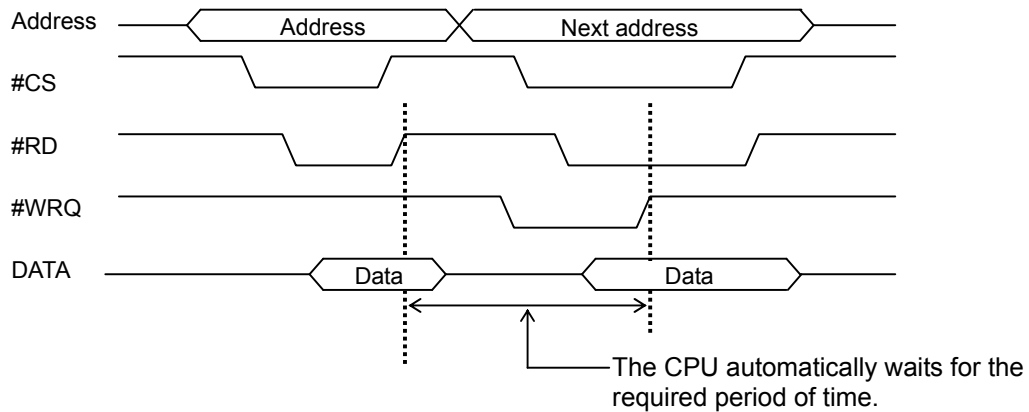 Address
Address
Next address
#CS
#RD
#WRQ
DATA
Data
Data
The CPU automatically waits for the
required period of time.